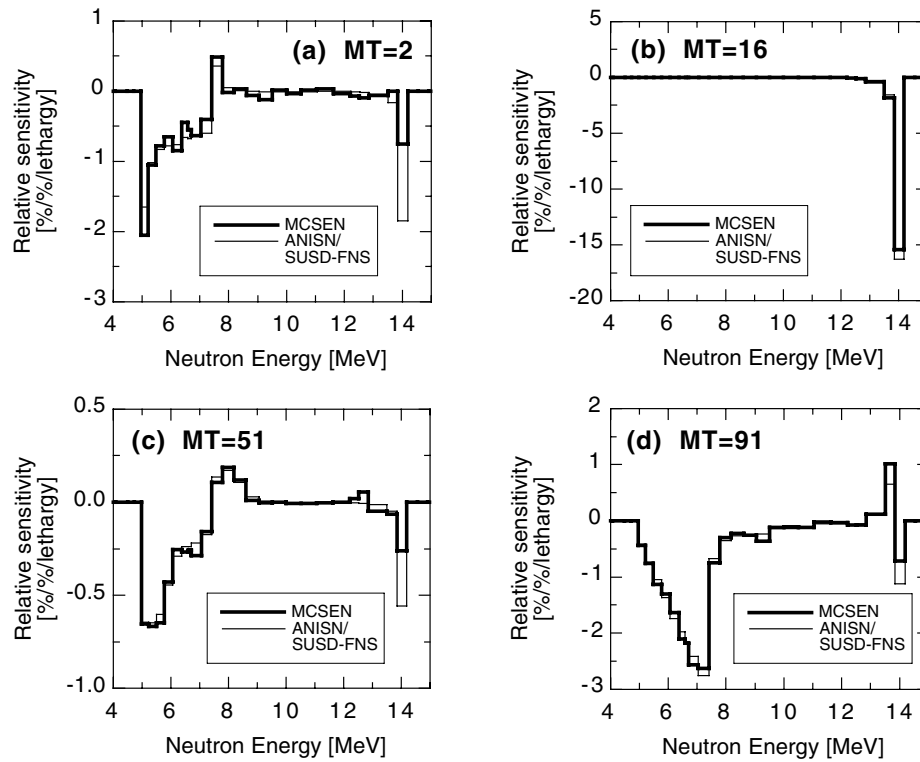 (a) MT=2
Relative sensitivity
[%/%/lethargy]
1
0
-1
-2
-3
MCSEN
ANISN/
SUSD-FNS
4 6 8 10 12 14
Neutron Energy [MeV]
(b) MT=16
Relative sensitivity
[%/%/lethargy]
5
0
-5
-10
-15
-20
MCSEN
ANISN/
SUSD-FNS
4 6 8 10 12 14
Neutron Energy [MeV]
(c) MT=51
Relative sensitivity
[%/%/lethargy]
0.5
0.0
-0.5
-1.0
MCSEN
ANISN/
SUSD-FNS
4 6 8 10 12 14
Neutron Energy [MeV]
(d) MT=91
Relative sensitivity
[%/%/lethargy]
2
1
0
-1
-2
-3
MCSEN
ANISN/
SUSD-FNS
4 6 8 10 12 14
Neutron Energy [MeV]